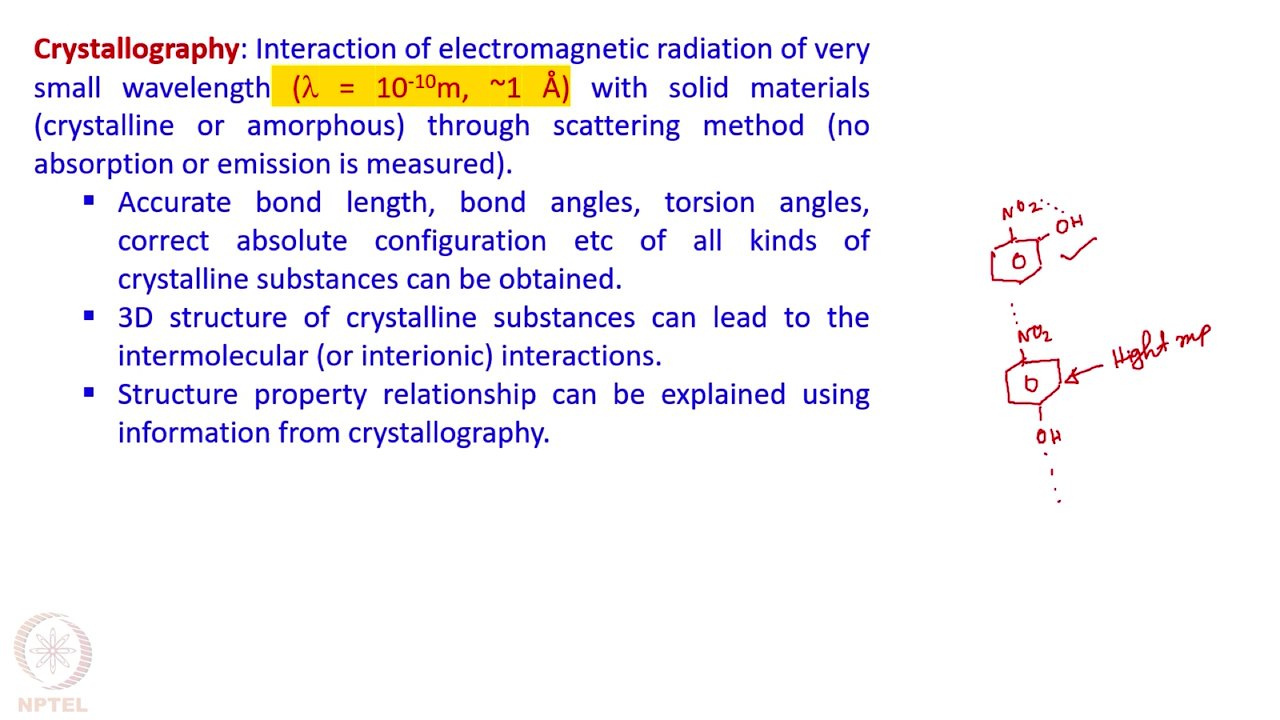 Crystallography: Interaction of electromagnetic radiation of very
small wavelength (λ = 10⁻¹⁰m, ~1 Å) with solid materials
(crystalline or amorphous) through scattering method (no
absorption or emission is measured).
▪ Accurate bond length, bond angles, torsion angles,
correct absolute configuration etc of all kinds of
crystalline substances can be obtained.
▪ 3D structure of crystalline substances can lead to the
intermolecular (or interionic) interactions.
▪ Structure property relationship can be explained using
information from crystallography.
NO₂
OH
NO₂
Hight mp
OH
NPTEL